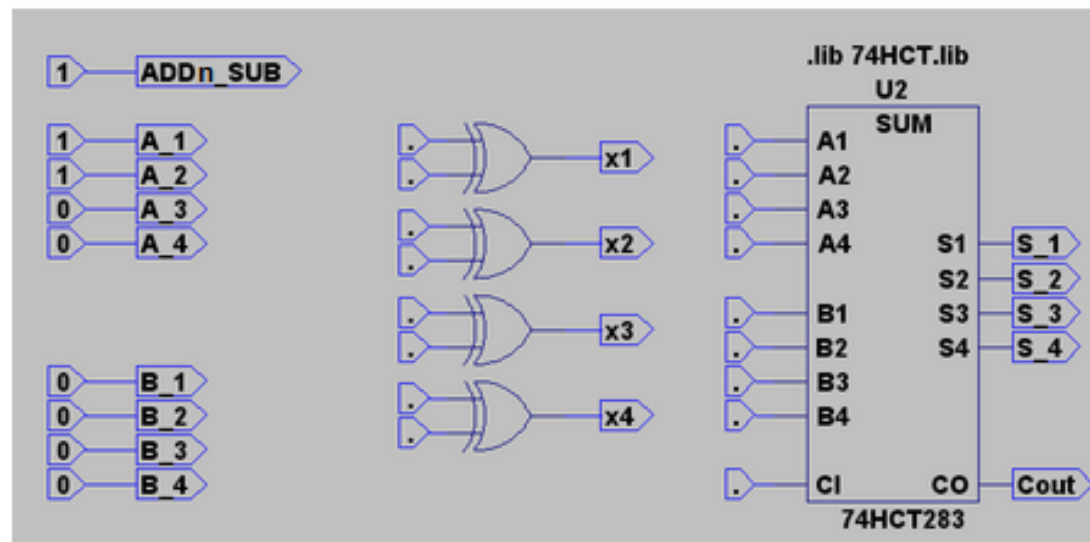 1 ADDn_SUB
1 A_1
1 A_2
0 A_3
0 A_4
0 B_1
0 B_2
0 B_3
0 B_4
. . x1
. . x2
. . x3
. . x4
.lib 74HCT.lib
U2
SUM
. A1
. A2
. A3
. A4
S1 S_1
S2 S_2
. B1 S3 S_3
. B2 S4 S_4
. B3
. B4
. CI CO Cout
74HCT283